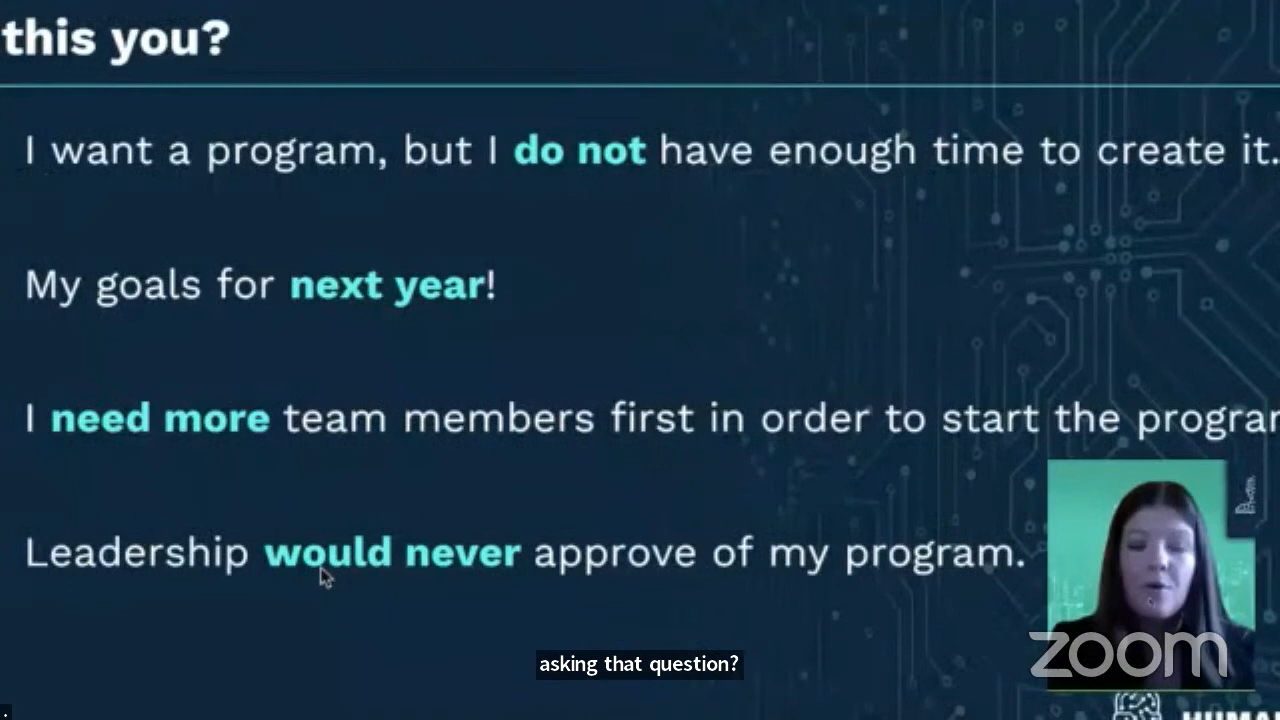 this you?
I want a program, but I do not have enough time to create it.
My goals for next year!
I need more team members first in order to start the progra
Leadership would never approve of my program.
asking that question?
zoom
HUMA